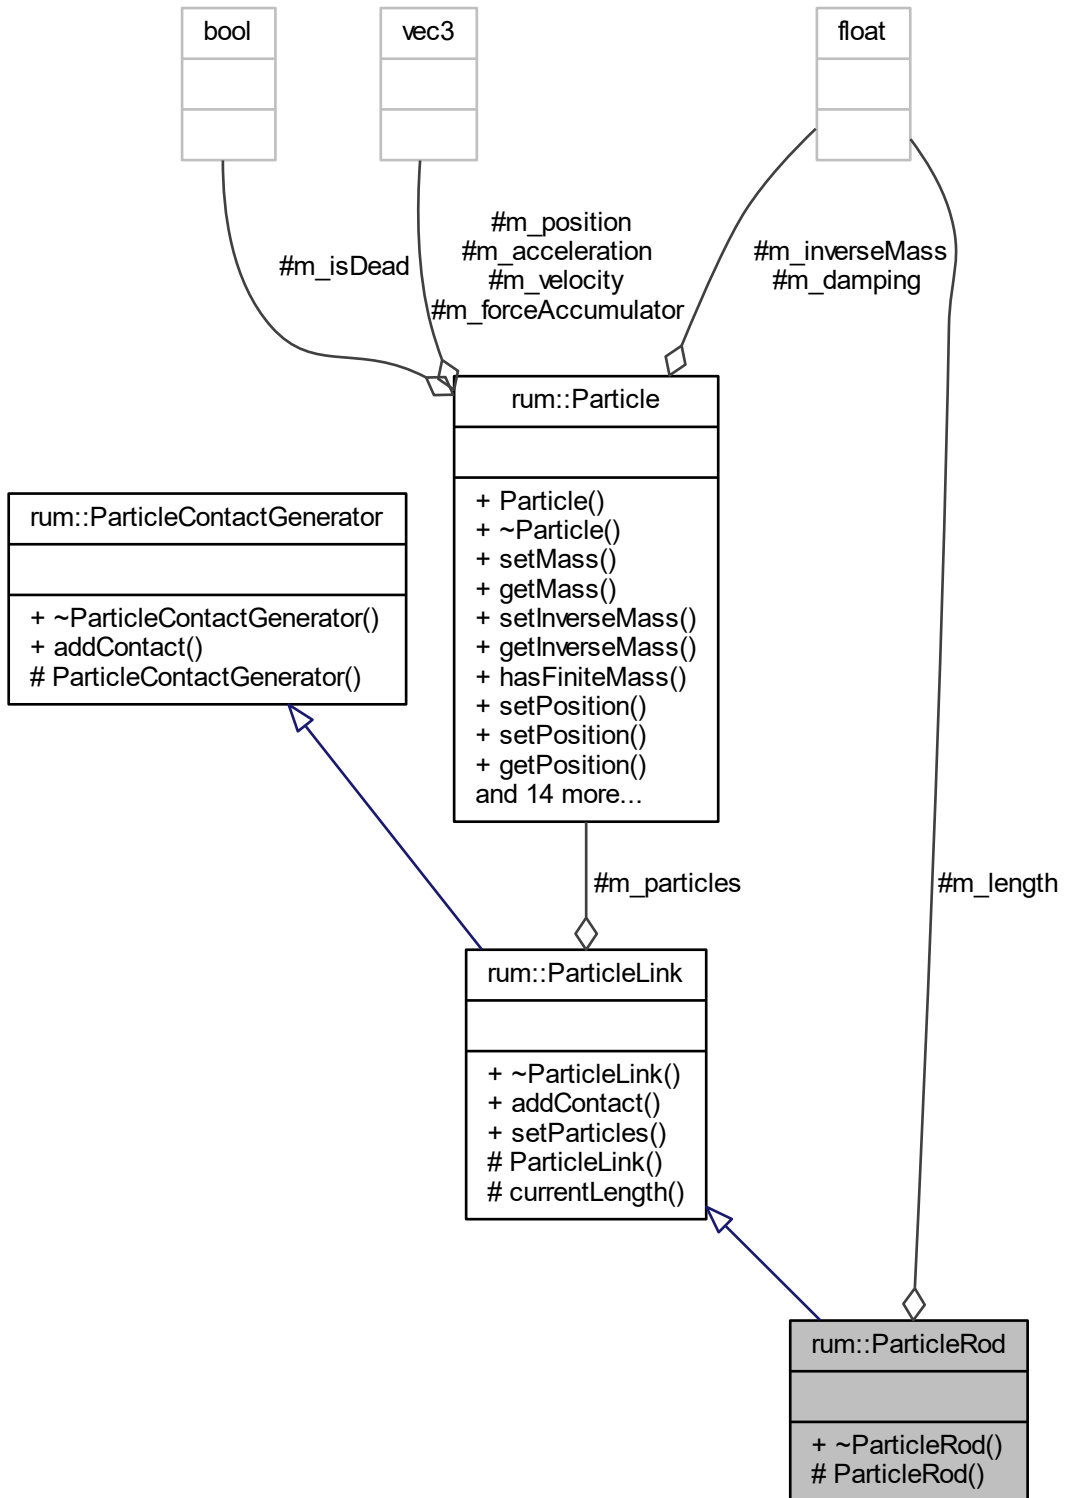 bool
vec3
float
#m_isDead
#m_position
#m_acceleration
#m_velocity
#m_forceAccumulator
#m_inverseMass
#m_damping
rum::Particle
+ Particle()
+ ~Particle()
+ setMass()
+ getMass()
+ setInverseMass()
+ getInverseMass()
+ hasFiniteMass()
+ setPosition()
+ setPosition()
+ getPosition()
and 14 more...
rum::ParticleContactGenerator
+ ~ParticleContactGenerator()
+ addContact()
# ParticleContactGenerator()
#m_particles
#m_length
rum::ParticleLink
+ ~ParticleLink()
+ addContact()
+ setParticles()
# ParticleLink()
# currentLength()
rum::ParticleRod
+ ~ParticleRod()
# ParticleRod()